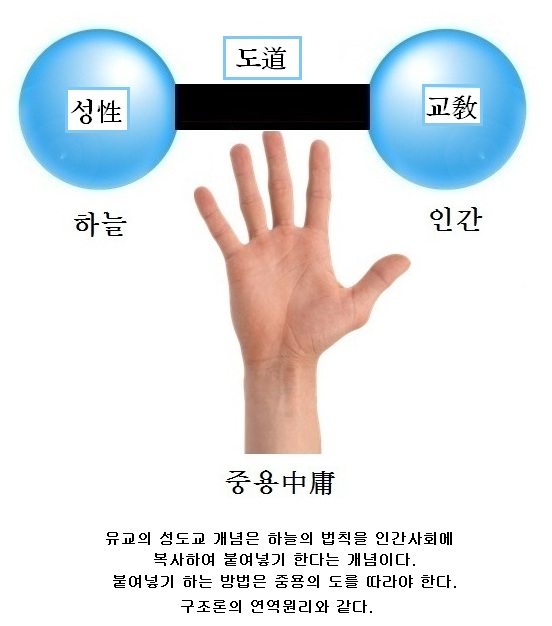 도道
성性
교敎
하늘
인간
중용中庸
유교의 성도교 개념은 하늘의 법칙을 인간사회에
복사하여 붙여넣기 한다는 개념이다.
붙여넣기 하는 방법은 중용의 도를 따라야 한다.
구조론의 연역원리와 같다.